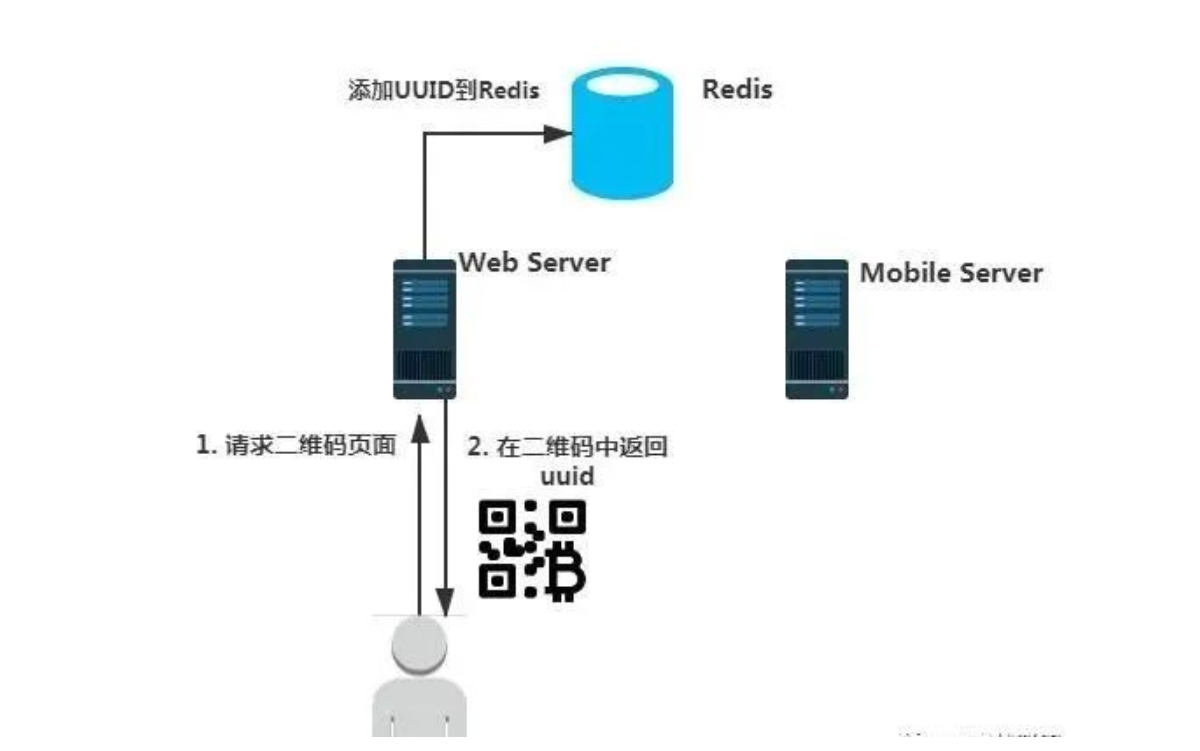 添加UUID到Redis
Redis
Web Server
Mobile Server
1. 请求二维码页面
2. 在二维码中返回
uuid